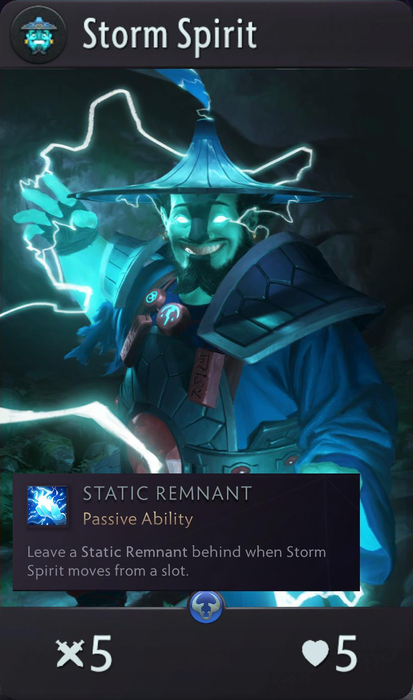 Storm Spirit
STATIC REMNANT
Passive Ability
Leave a Static Remnant behind when Storm
Spirit moves from a slot.
5
5